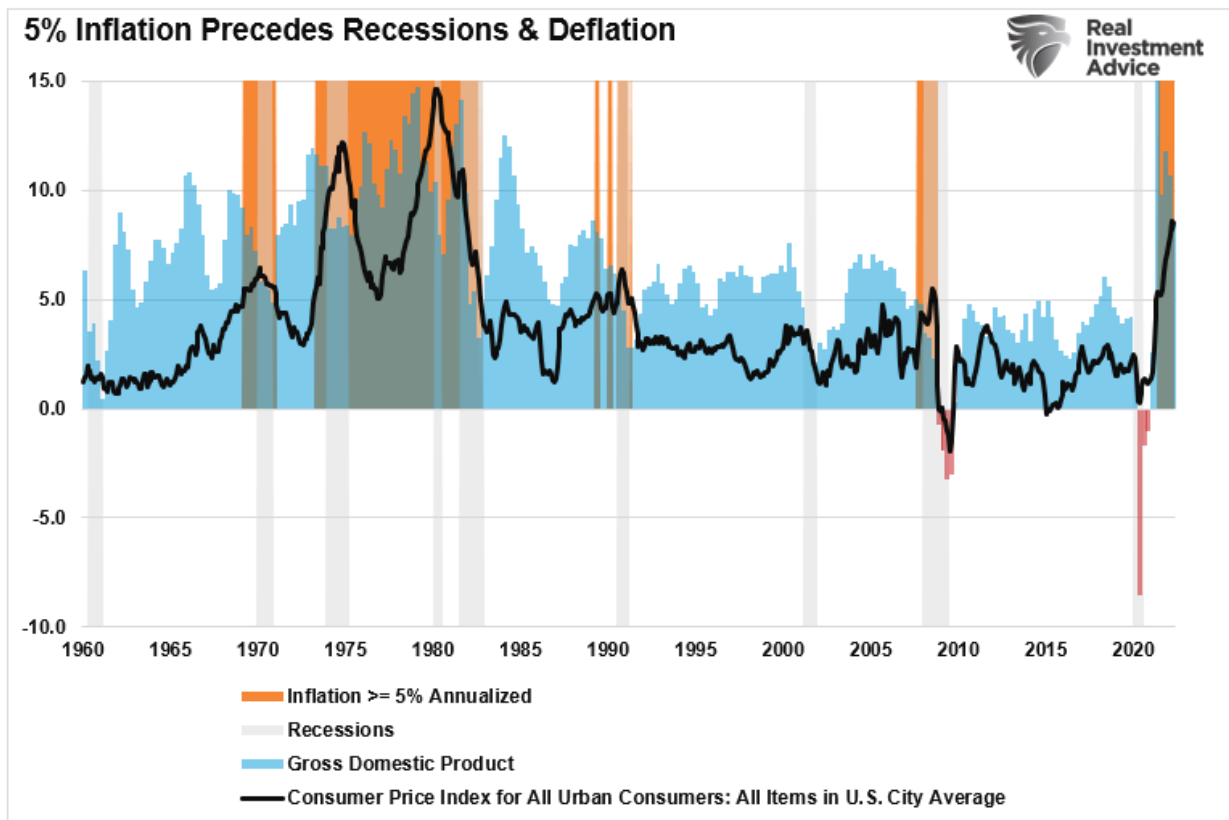 5% Inflation Precedes Recessions & Deflation
Real
Investment
Advice
15.0
10.0
5.0
0.0
-5.0
-10.0
1960 1965 1970 1975 1980 1985 1990 1995 2000 2005 2010 2015 2020
Inflation >= 5% Annualized
Recessions
Gross Domestic Product
Consumer Price Index for All Urban Consumers: All Items in U.S. City Average